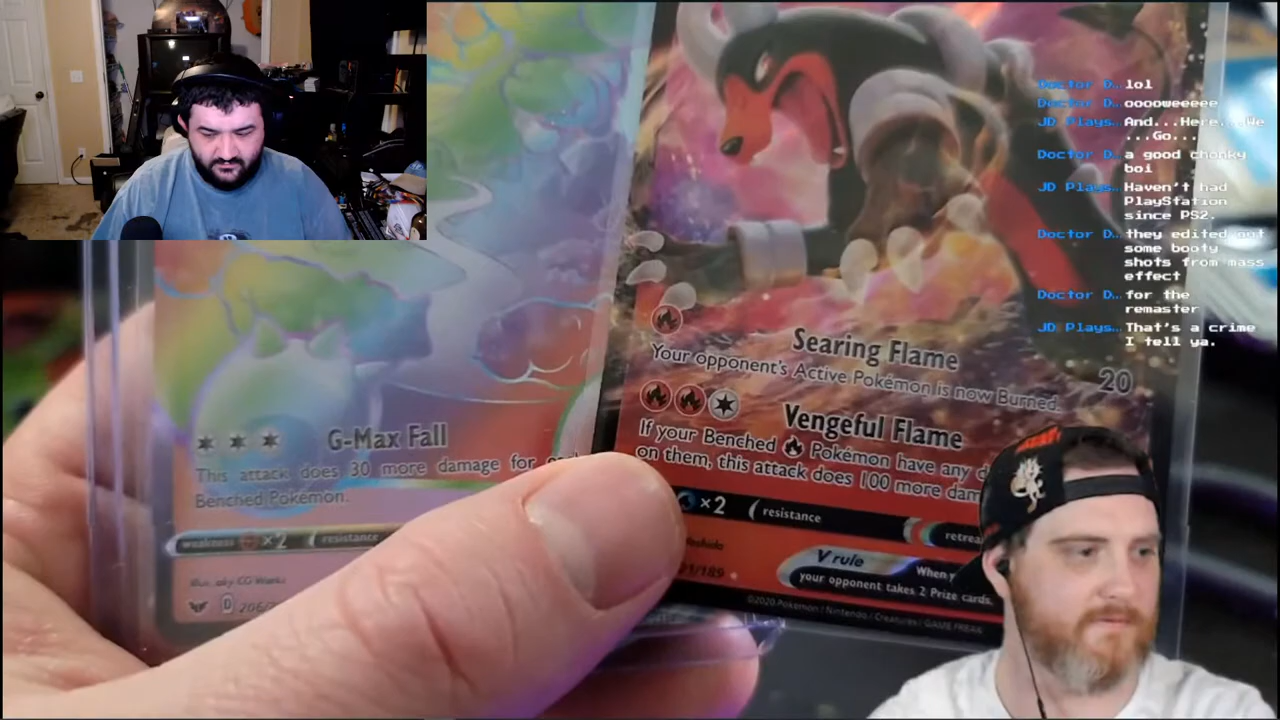 Doctor D… lol
Doctor D… ooooweeeee
JD Plays… And...Here...We
...Go...
Doctor D… a good chonky
boi
JD Plays… Haven't had
PlayStation
since PS2.
Doctor D… they edited out
some booty
shots from mass
effect
Doctor D… for the
remaster
JD Plays… That's a crime
I tell ya.
G-Max Fall
This attack does 30 more damage for
Benched Pokémon.
weakness ×2 resistance
D 206/
Searing Flame 20
Your opponent's Active Pokémon is now Burned.
Vengeful Flame
If your Benched Pokémon have any
on them, this attack does 100 more
×2 resistance
/189
V rule When
your opponent takes 2 Prize cards.
©2020 Pokémon / Nintendo / Creatures / GAME FREAK